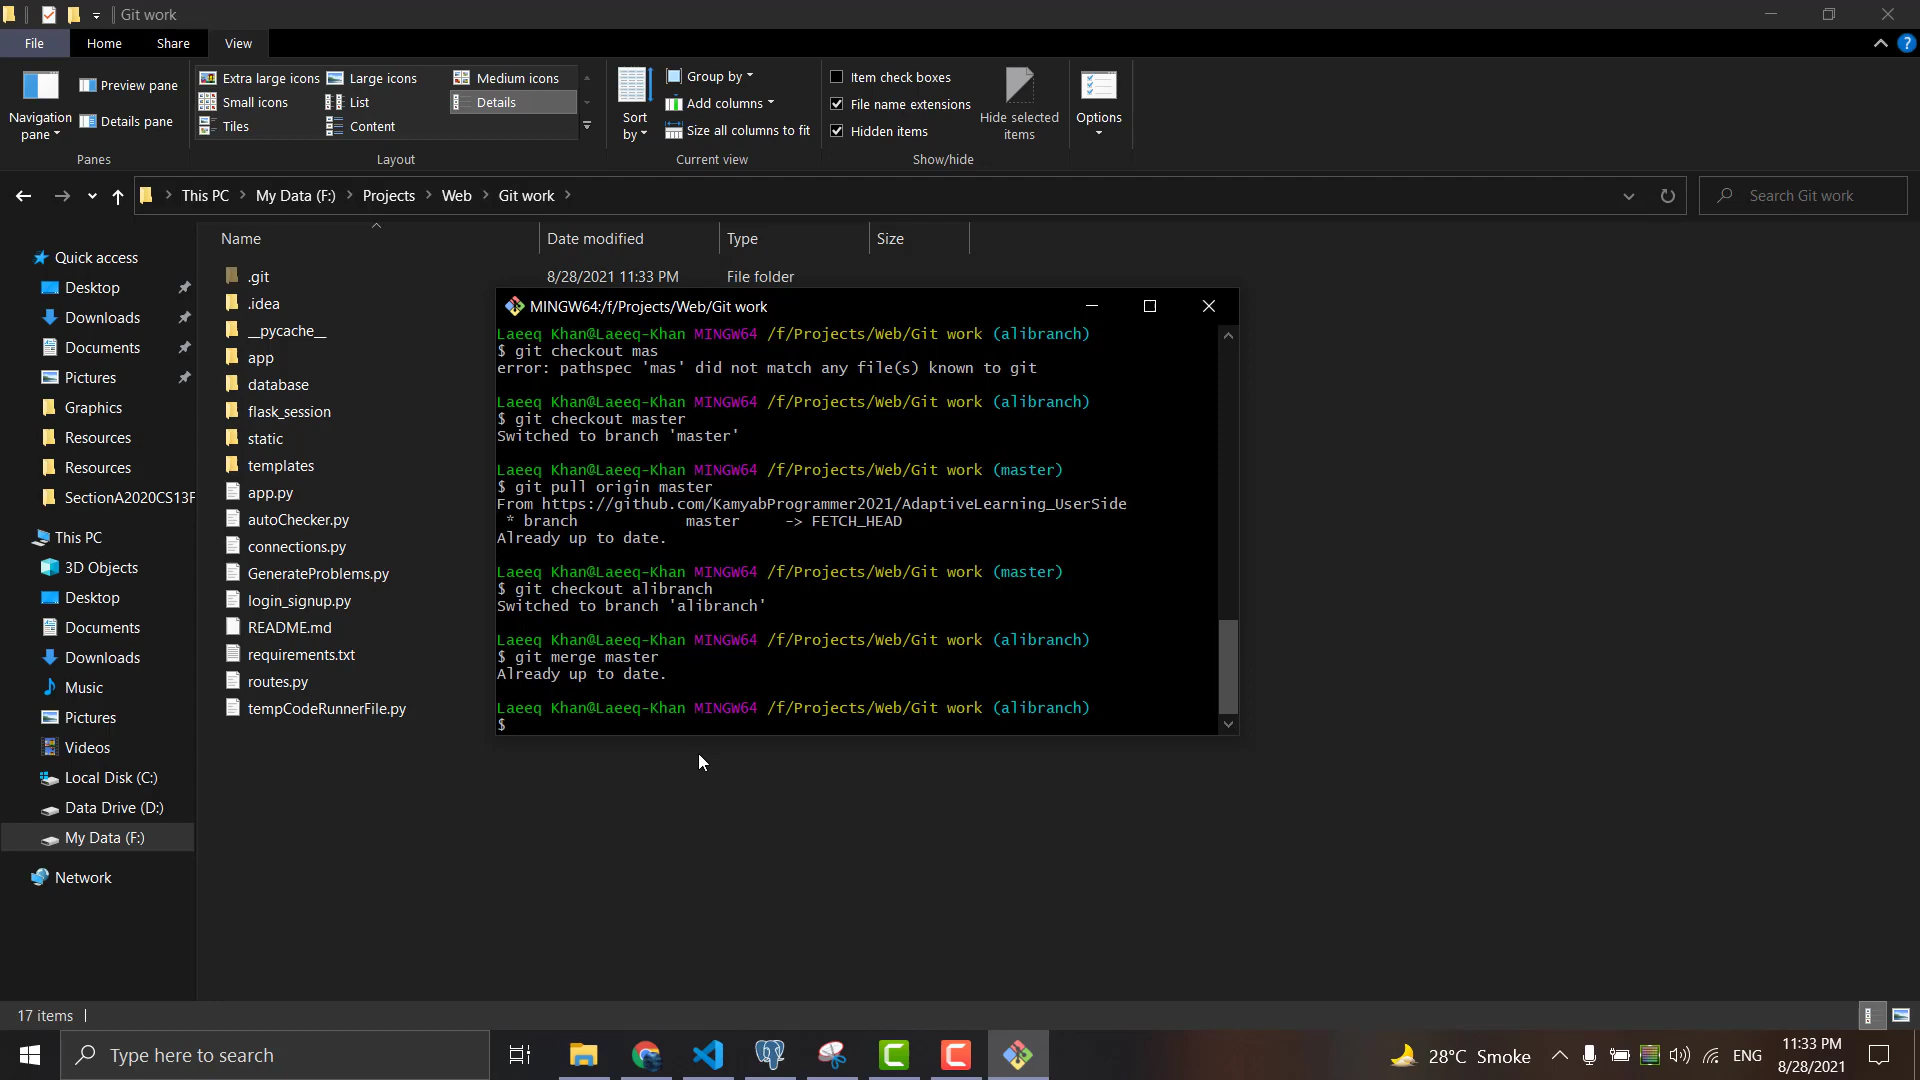 Git work
File Home Share View
Navigation pane
Preview pane
Details pane
Panes
Extra large icons Large icons Medium icons
Small icons List Details
Tiles Content
Layout
Sort by
Group by
Add columns
Size all columns to fit
Current view
Item check boxes
File name extensions
Hidden items
Hide selected items
Show/hide
Options
This PC My Data (F:) Projects Web Git work
Search Git work
Name Date modified Type Size
Quick access
Desktop
Downloads
Documents
Pictures
Graphics
Resources
Resources
SectionA2020CS13F
This PC
3D Objects
Desktop
Documents
Downloads
Music
Pictures
Videos
Local Disk (C:)
Data Drive (D:)
My Data (F:)
Network
.git 8/28/2021 11:33 PM File folder
.idea
__pycache__
app
database
flask_session
static
templates
app.py
autoChecker.py
connections.py
GenerateProblems.py
login_signup.py
README.md
requirements.txt
routes.py
tempCodeRunnerFile.py
MINGW64:/f/Projects/Web/Git work
Laeeq Khan@Laeeq-Khan MINGW64 /f/Projects/Web/Git work (alibranch)
$ git checkout mas
error: pathspec 'mas' did not match any file(s) known to git
Laeeq Khan@Laeeq-Khan MINGW64 /f/Projects/Web/Git work (alibranch)
$ git checkout master
Switched to branch 'master'
Laeeq Khan@Laeeq-Khan MINGW64 /f/Projects/Web/Git work (master)
$ git pull origin master
From https://github.com/KamyabProgrammer2021/AdaptiveLearning_UserSide
* branch master -> FETCH_HEAD
Already up to date.
Laeeq Khan@Laeeq-Khan MINGW64 /f/Projects/Web/Git work (master)
$ git checkout alibranch
Switched to branch 'alibranch'
Laeeq Khan@Laeeq-Khan MINGW64 /f/Projects/Web/Git work (alibranch)
$ git merge master
Already up to date.
Laeeq Khan@Laeeq-Khan MINGW64 /f/Projects/Web/Git work (alibranch)
$
17 items
Type here to search
28°C Smoke
ENG
11:33 PM
8/28/2021